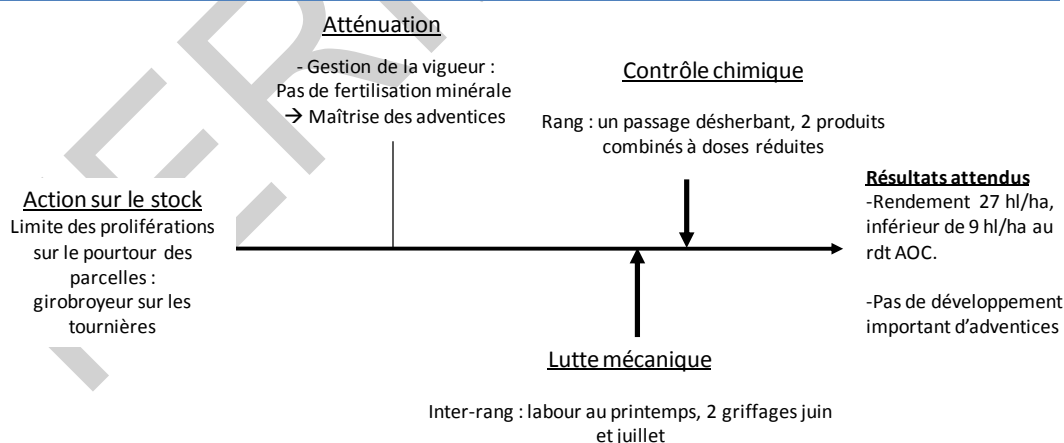 Atténuation
- Gestion de la vigueur :
Pas de fertilisation minérale
→ Maîtrise des adventices
Contrôle chimique
Rang : un passage désherbant, 2 produits
combinés à doses réduites
Action sur le stock
Limite des proliférations
sur le pourtour des
parcelles :
girobroyeur sur les
tournières
Résultats attendus
-Rendement 27 hl/ha,
inférieur de 9 hl/ha au
rdt AOC.
-Pas de développement
important d'adventices
Lutte mécanique
Inter-rang : labour au printemps, 2 griffages juin
et juillet